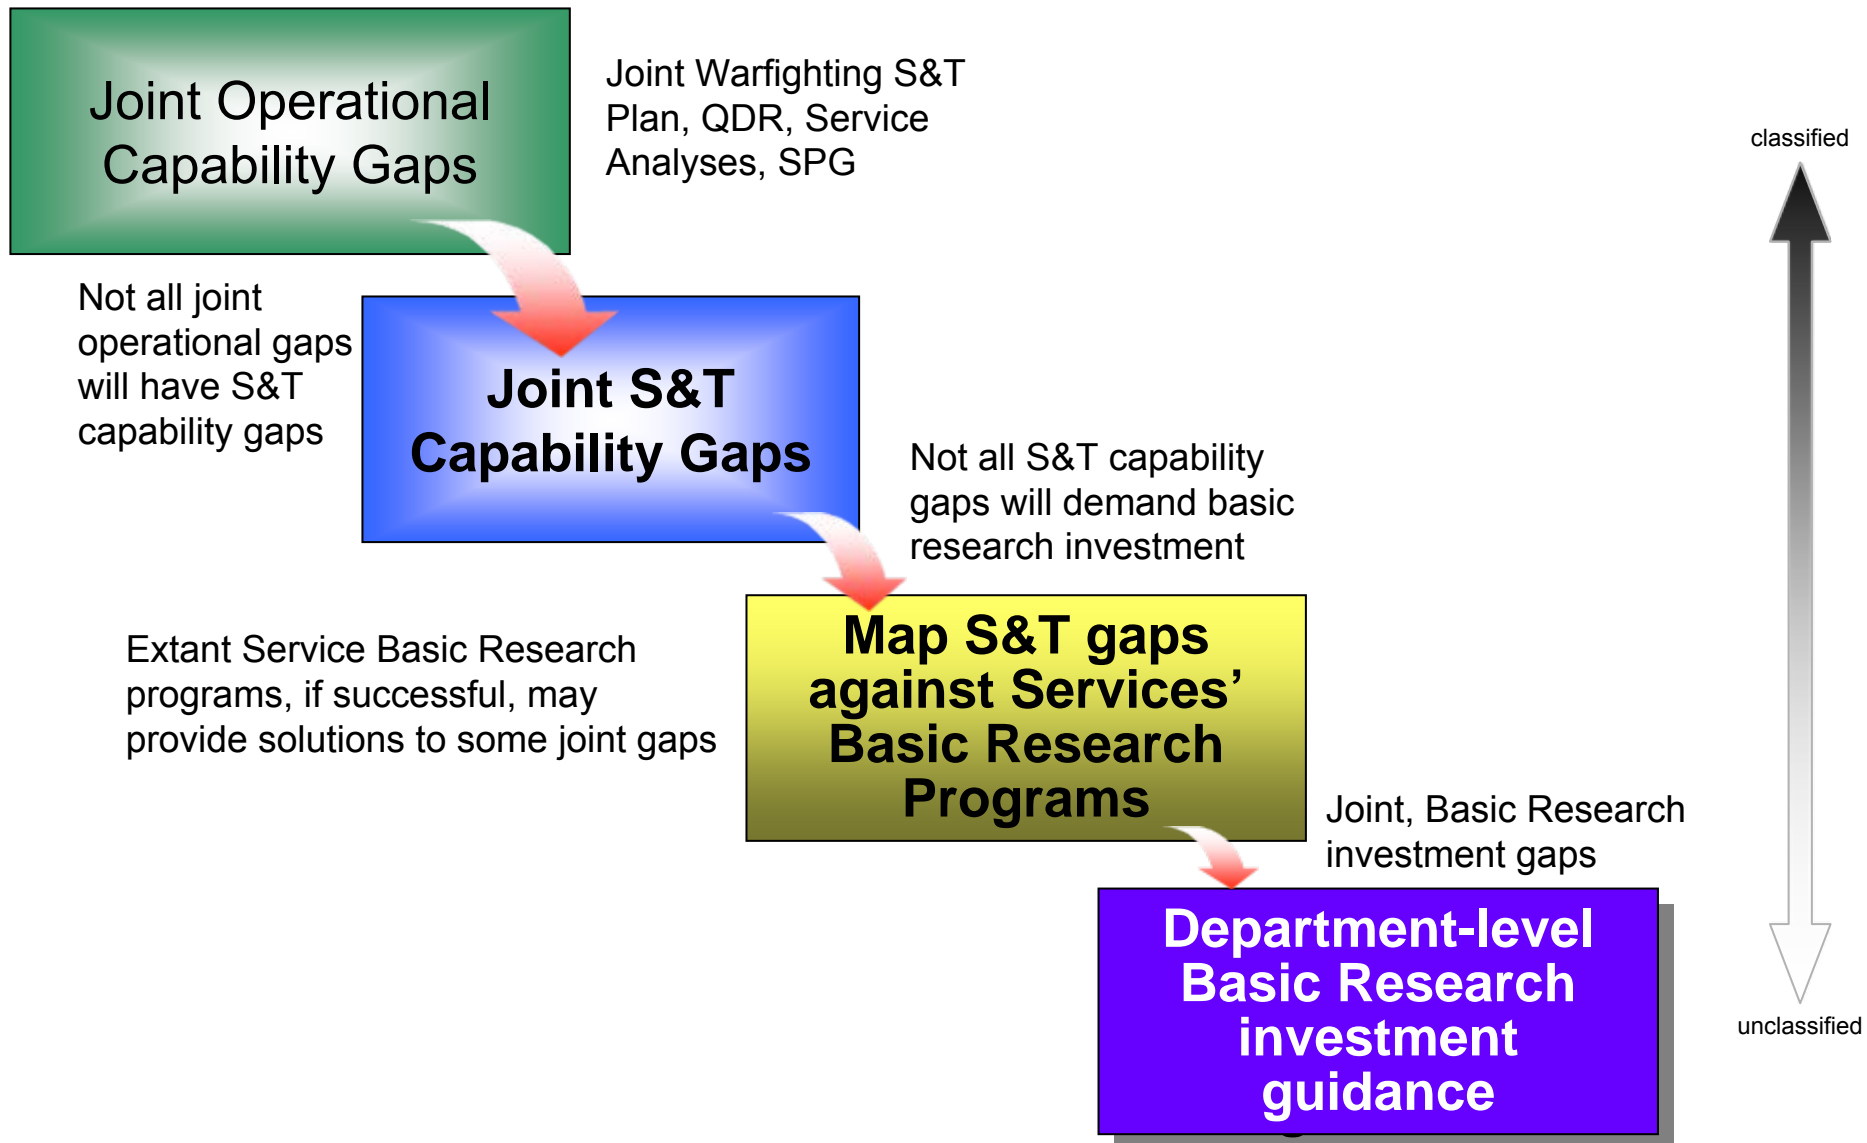 Joint Operational
Capability Gaps
Joint Warfighting S&T
Plan, QDR, Service
Analyses, SPG
classified
Not all joint
operational gaps
will have S&T
capability gaps
Joint S&T
Capability Gaps
Not all S&T capability
gaps will demand basic
research investment
Extant Service Basic Research
programs, if successful, may
provide solutions to some joint gaps
Map S&T gaps
against Services’
Basic Research
Programs
Joint, Basic Research
investment gaps
Department-level
Basic Research
investment
guidance
unclassified